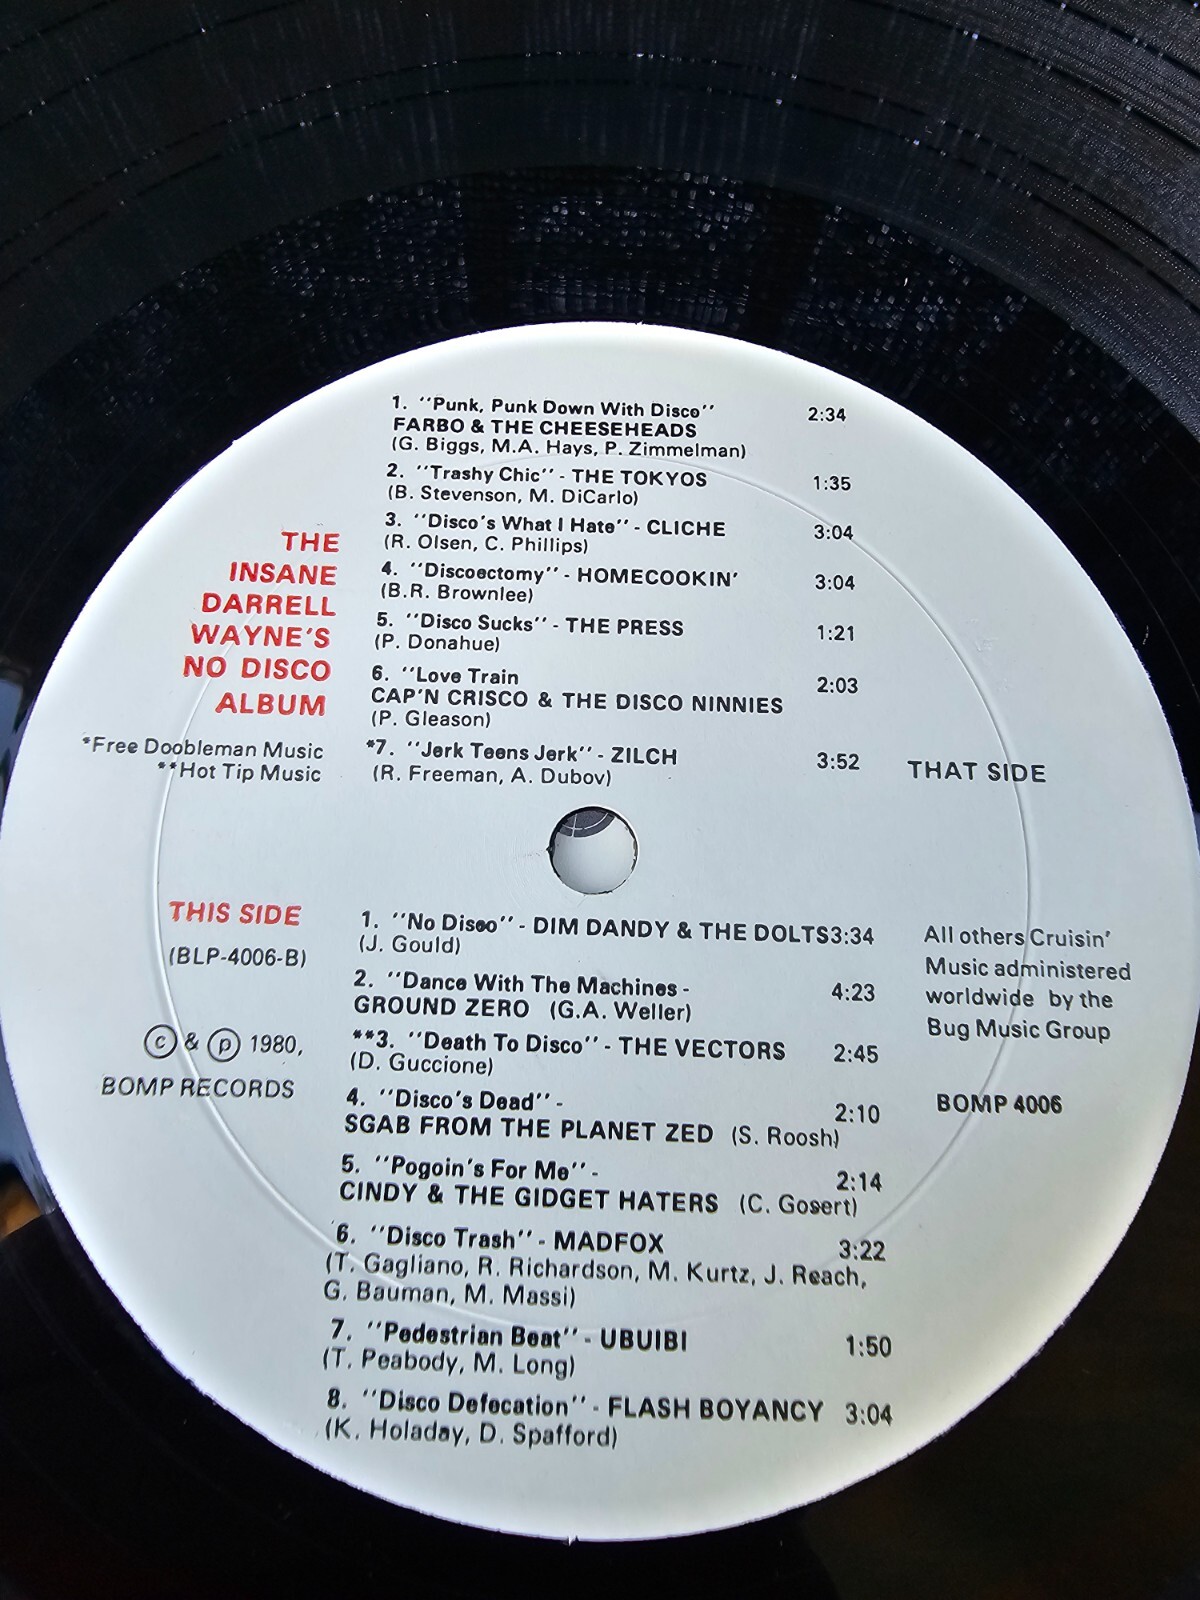 1. "Punk, Punk Down With Disco" 2:34
FARBO & THE CHEESEHEADS
(G. Biggs, M.A. Hays, P. Zimmelman)
2. "Trashy Chic" - THE TOKYOS 1:35
(B. Stevenson, M. DiCarlo)
3. "Disco's What I Hate" - CLICHE 3:04
(R. Olsen, C. Phillips)
4. "Discoectomy" - HOMECOOKIN' 3:04
(B.R. Brownlee)
5. "Disco Sucks" - THE PRESS 1:21
(P. Donahue)
6. "Love Train 2:03
CAP'N CRISCO & THE DISCO NINNIES
(P. Gleason)
*7. "Jerk Teens Jerk" - ZILCH 3:52
(R. Freeman, A. Dubov)
THE
INSANE
DARRELL
WAYNE'S
NO DISCO
ALBUM
*Free Doobleman Music
**Hot Tip Music
THAT SIDE
THIS SIDE
(BLP-4006-B)
© & ℗ 1980,
BOMP RECORDS
1. "No Disco" - DIM DANDY & THE DOLTS3:34
(J. Gould)
2. "Dance With The Machines - 4:23
GROUND ZERO (G.A. Weller)
**3. "Death To Disco" - THE VECTORS 2:45
(D. Guccione)
4. "Disco's Dead" - 2:10
SGAB FROM THE PLANET ZED (S. Roosh)
5. "Pogoin's For Me" - 2:14
CINDY & THE GIDGET HATERS (C. Gosert)
6. "Disco Trash" - MADFOX 3:22
(T. Gagliano, R. Richardson, M. Kurtz, J. Reach,
G. Bauman, M. Massi)
7. "Pedestrian Beat" - UBUIBI 1:50
(T. Peabody, M. Long)
8. "Disco Defecation" - FLASH BOYANCY 3:04
(K. Holaday, D. Spafford)
All others Cruisin'
Music administered
worldwide by the
Bug Music Group
BOMP 4006